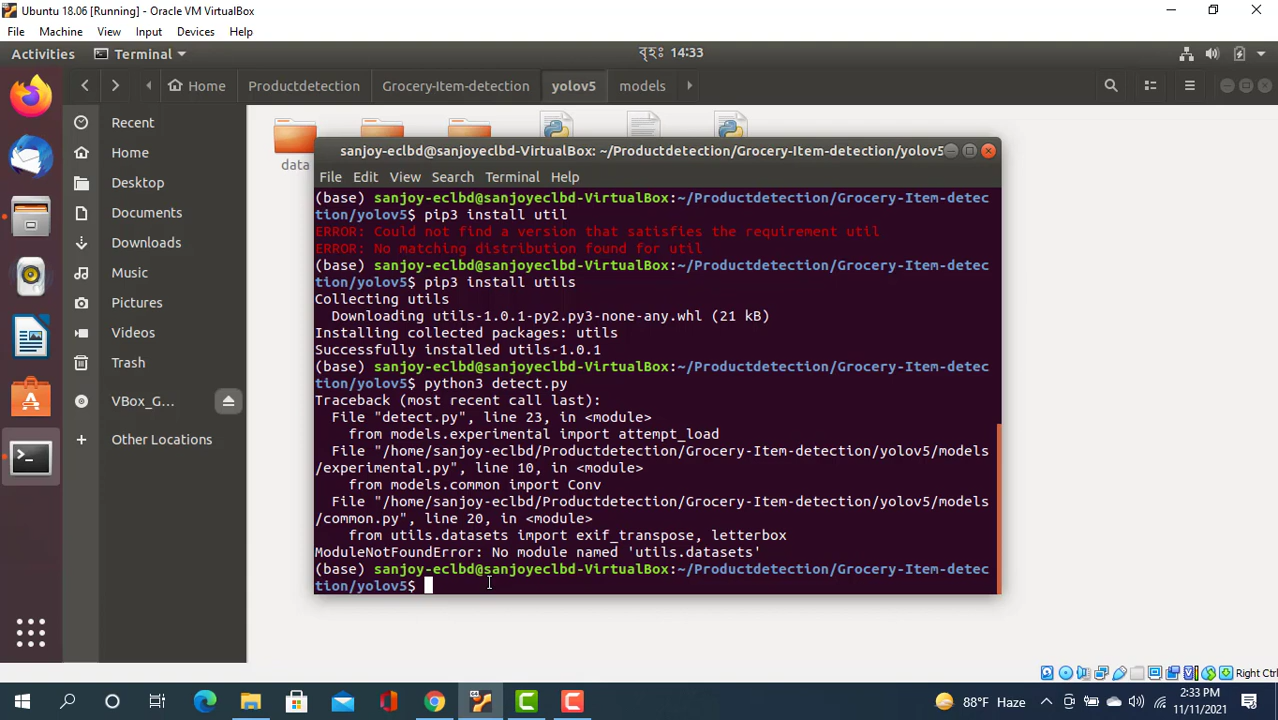 Ubuntu 18.06 [Running] - Oracle VM VirtualBox
File Machine View Input Devices Help
Activities Terminal বৃহঃ 14:33
Home Productdetection Grocery-Item-detection yolov5 models
Recent
Home
Desktop
Documents
Downloads
Music
Pictures
Videos
Trash
VBox_G...
Other Locations
data
sanjoy-eclbd@sanjoyeclbd-VirtualBox: ~/Productdetection/Grocery-Item-detection/yolov5
File Edit View Search Terminal Help
(base) sanjoy-eclbd@sanjoyeclbd-VirtualBox:~/Productdetection/Grocery-Item-detec
tion/yolov5$ pip3 install util
ERROR: Could not find a version that satisfies the requirement util
ERROR: No matching distribution found for util
(base) sanjoy-eclbd@sanjoyeclbd-VirtualBox:~/Productdetection/Grocery-Item-detec
tion/yolov5$ pip3 install utils
Collecting utils
Downloading utils-1.0.1-py2.py3-none-any.whl (21 kB)
Installing collected packages: utils
Successfully installed utils-1.0.1
(base) sanjoy-eclbd@sanjoyeclbd-VirtualBox:~/Productdetection/Grocery-Item-detec
tion/yolov5$ python3 detect.py
Traceback (most recent call last):
File "detect.py", line 23, in <module>
from models.experimental import attempt_load
File "/home/sanjoy-eclbd/Productdetection/Grocery-Item-detection/yolov5/models
/experimental.py", line 10, in <module>
from models.common import Conv
File "/home/sanjoy-eclbd/Productdetection/Grocery-Item-detection/yolov5/models
/common.py", line 20, in <module>
from utils.datasets import exif_transpose, letterbox
ModuleNotFoundError: No module named 'utils.datasets'
(base) sanjoy-eclbd@sanjoyeclbd-VirtualBox:~/Productdetection/Grocery-Item-detec
tion/yolov5$
Right Ctrl
88°F Haze
2:33 PM
11/11/2021